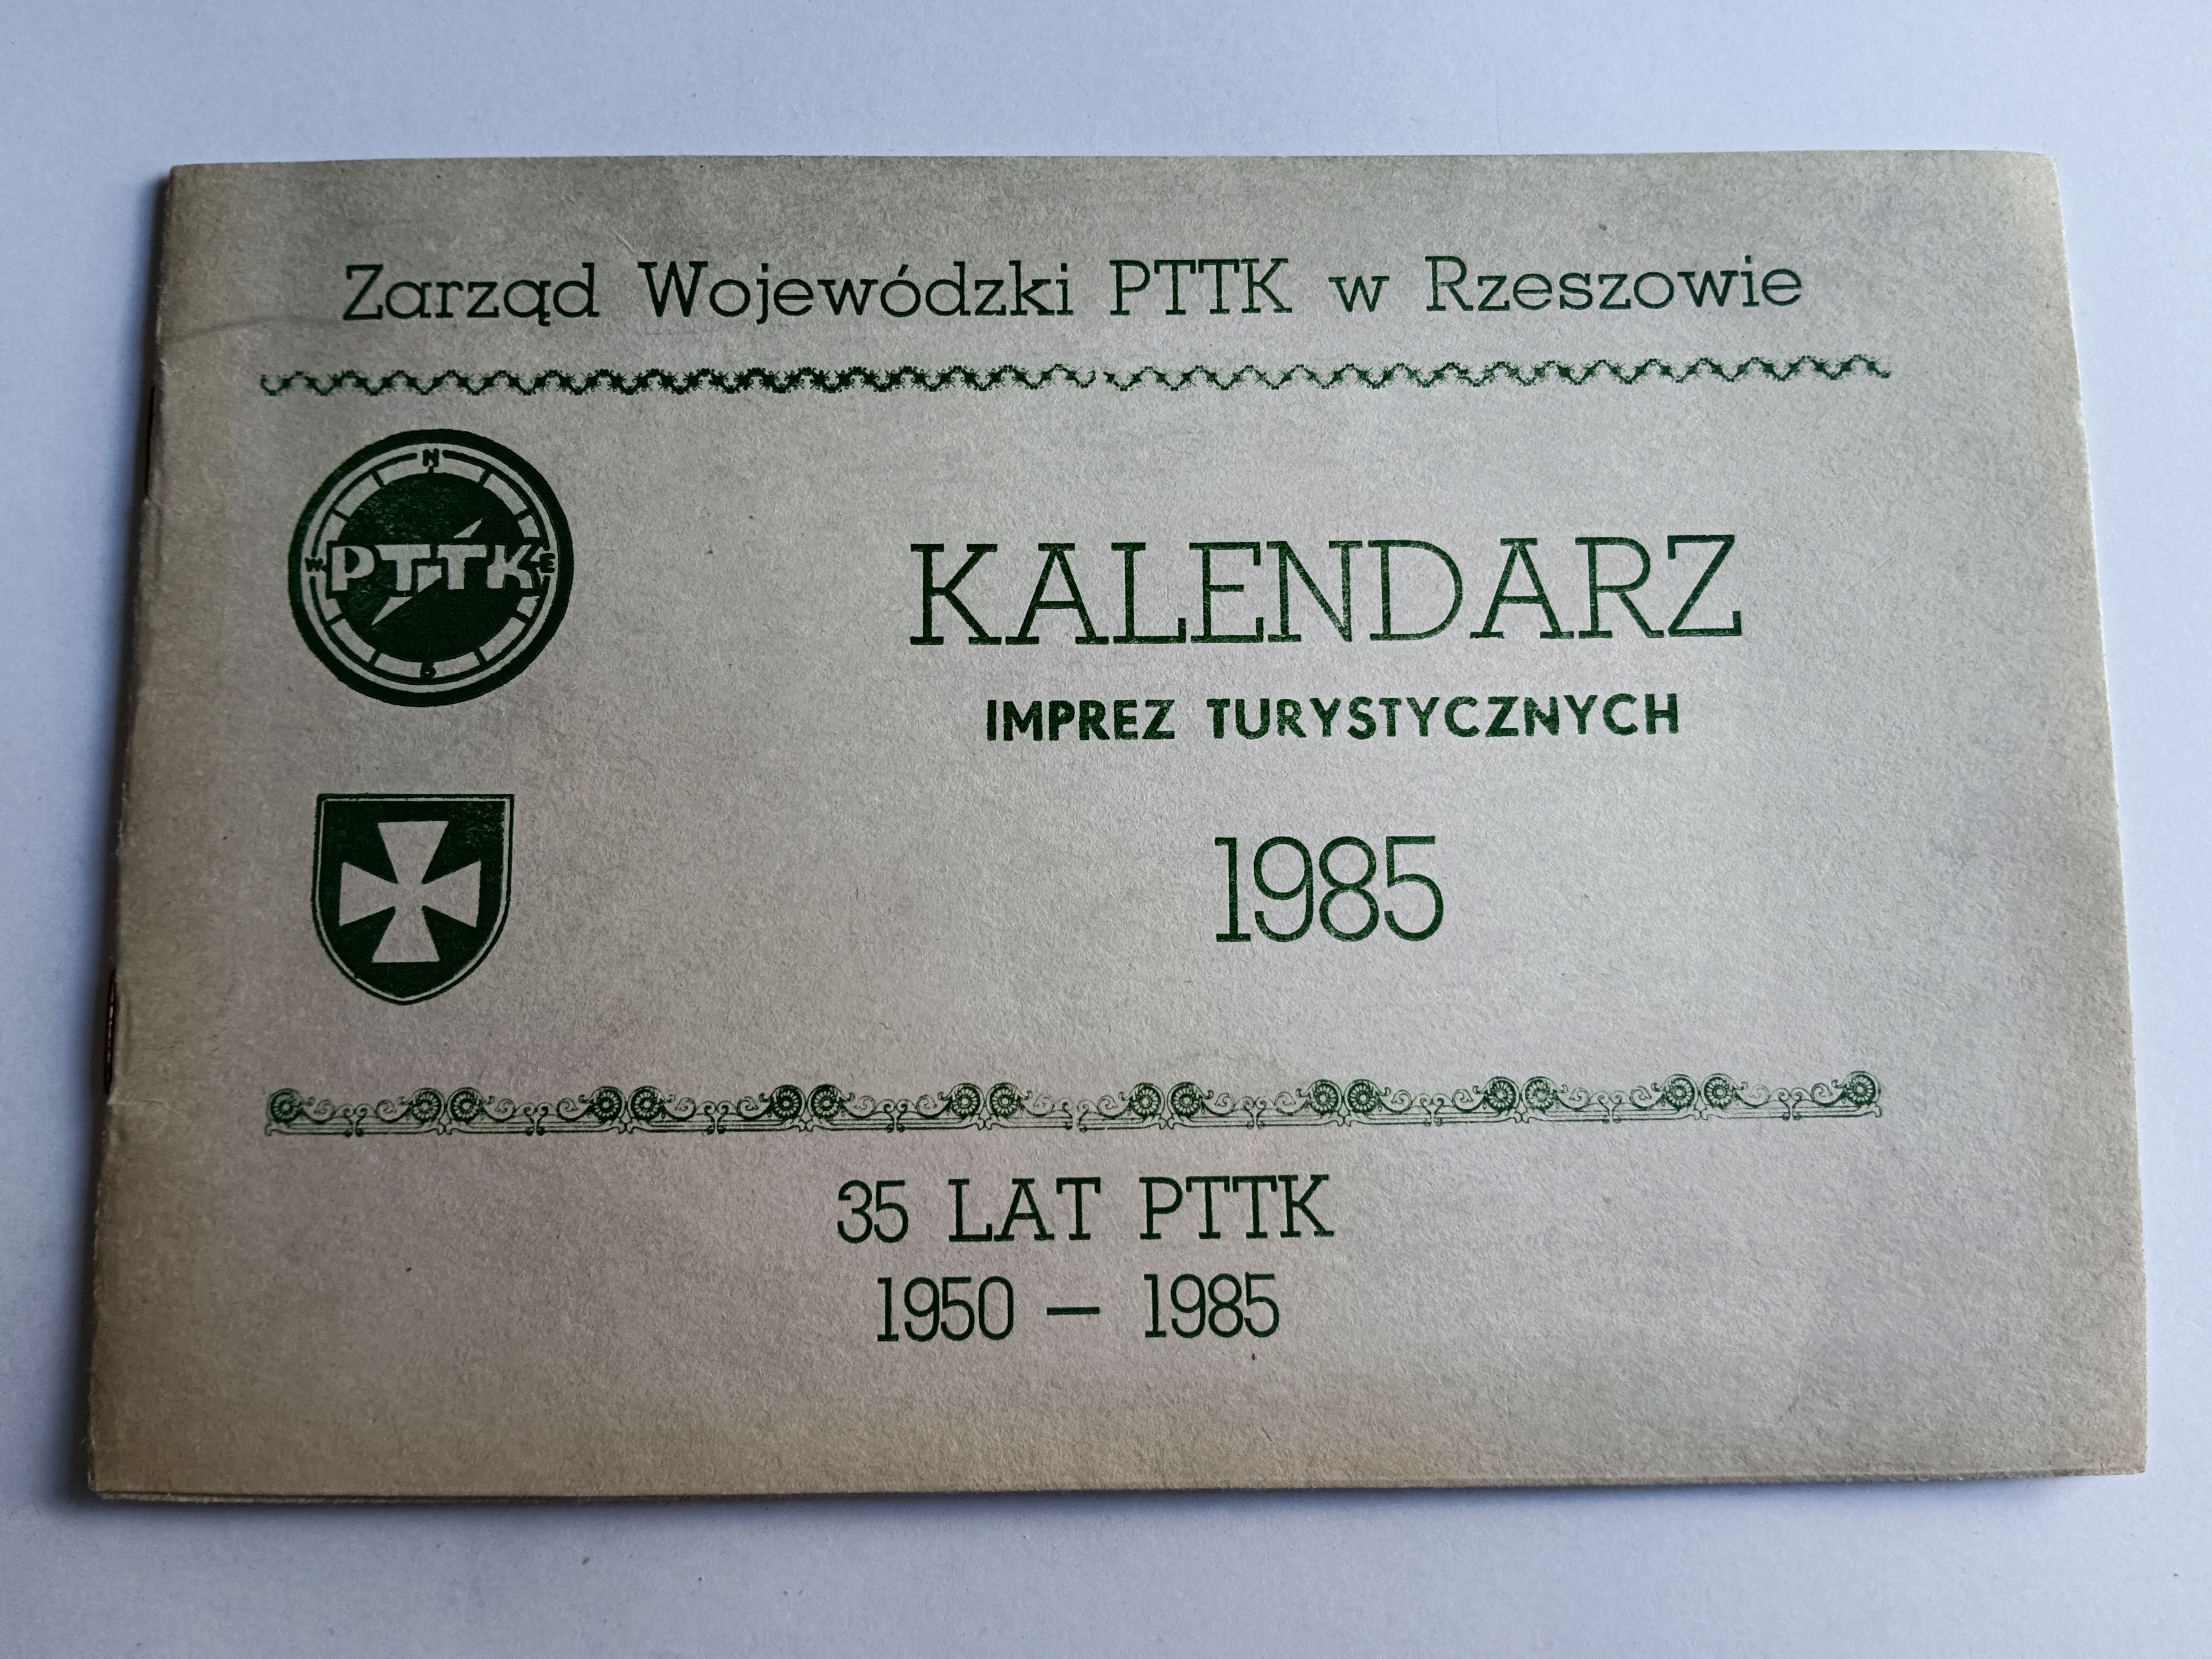 Zarząd Wojewódzki PTTK w Rzeszowie
N
W PTTK E
S
KALENDARZ
IMPREZ TURYSTYCZNYCH
1985
35 LAT PTTK
1950 — 1985